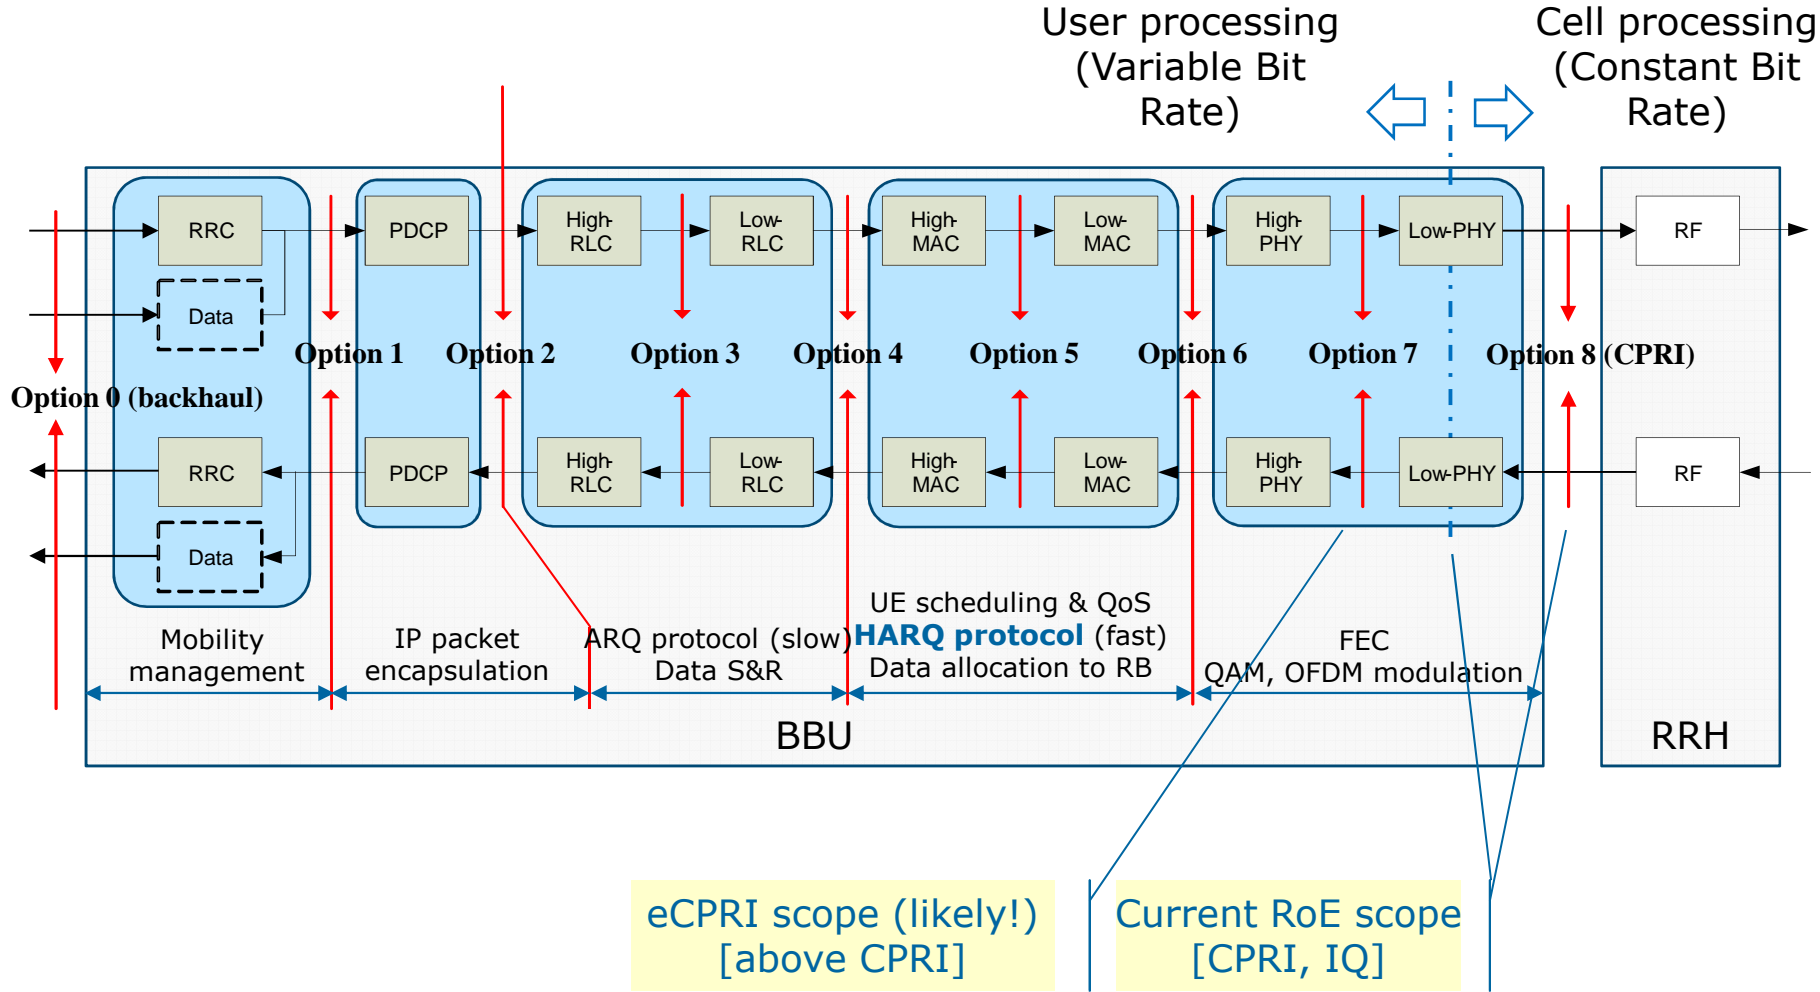 User processing
(Variable Bit
Rate)
Cell processing
(Constant Bit
Rate)
RRC
PDCP
High-
RLC
Low-
RLC
High-
MAC
Low-
MAC
High-
PHY
Low-PHY
RF
Data
Option 0 (backhaul)
Option 1
Option 2
Option 3
Option 4
Option 5
Option 6
Option 7
Option 8 (CPRI)
RRC
PDCP
High-
RLC
Low-
RLC
High-
MAC
Low-
MAC
High-
PHY
Low-PHY
RF
Data
Mobility
management
IP packet
encapsulation
ARQ protocol (slow)
Data S&R
UE scheduling & QoS
HARQ protocol (fast)
Data allocation to RB
FEC
QAM, OFDM modulation
BBU
RRH
eCPRI scope (likely!)
[above CPRI]
Current RoE scope
[CPRI, IQ]